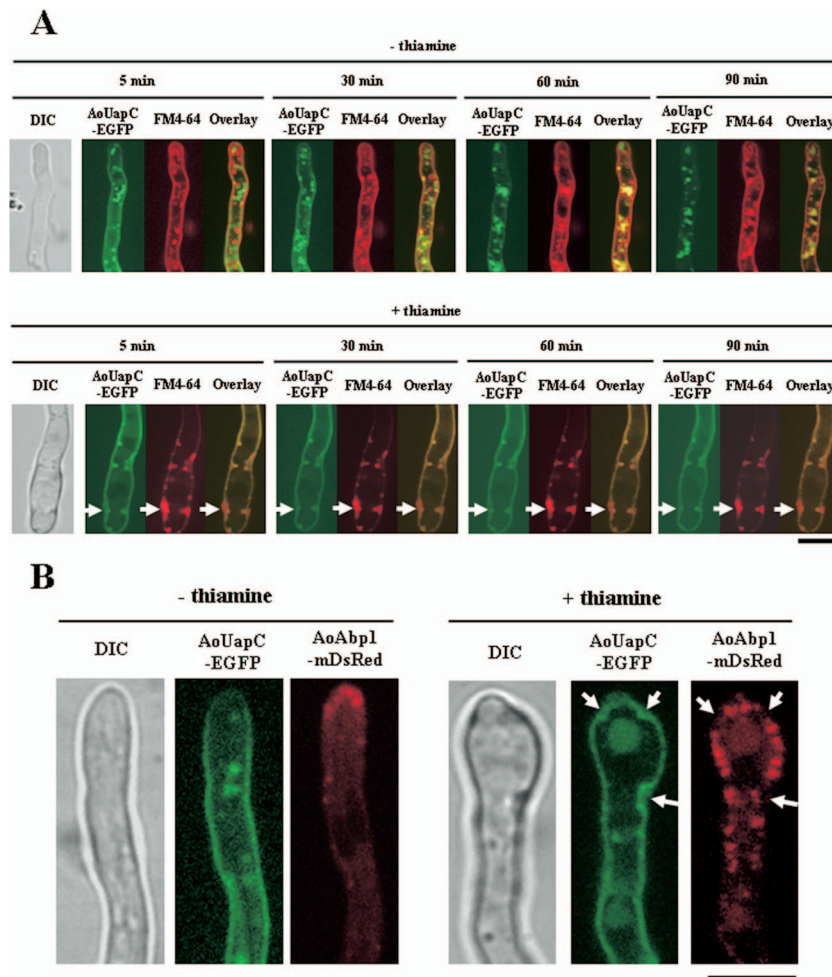 A
- thiamine
5 min 30 min 60 min 90 min
DIC AoUapC -EGFP FM4-64 Overlay AoUapC -EGFP FM4-64 Overlay AoUapC -EGFP FM4-64 Overlay AoUapC -EGFP FM4-64 Overlay
+ thiamine
5 min 30 min 60 min 90 min
DIC AoUapC -EGFP FM4-64 Overlay AoUapC -EGFP FM4-64 Overlay AoUapC -EGFP FM4-64 Overlay AoUapC -EGFP FM4-64 Overlay
B
- thiamine + thiamine
DIC AoUapC -EGFP AoAbp1 -mDsRed DIC AoUapC -EGFP AoAbp1 -mDsRed